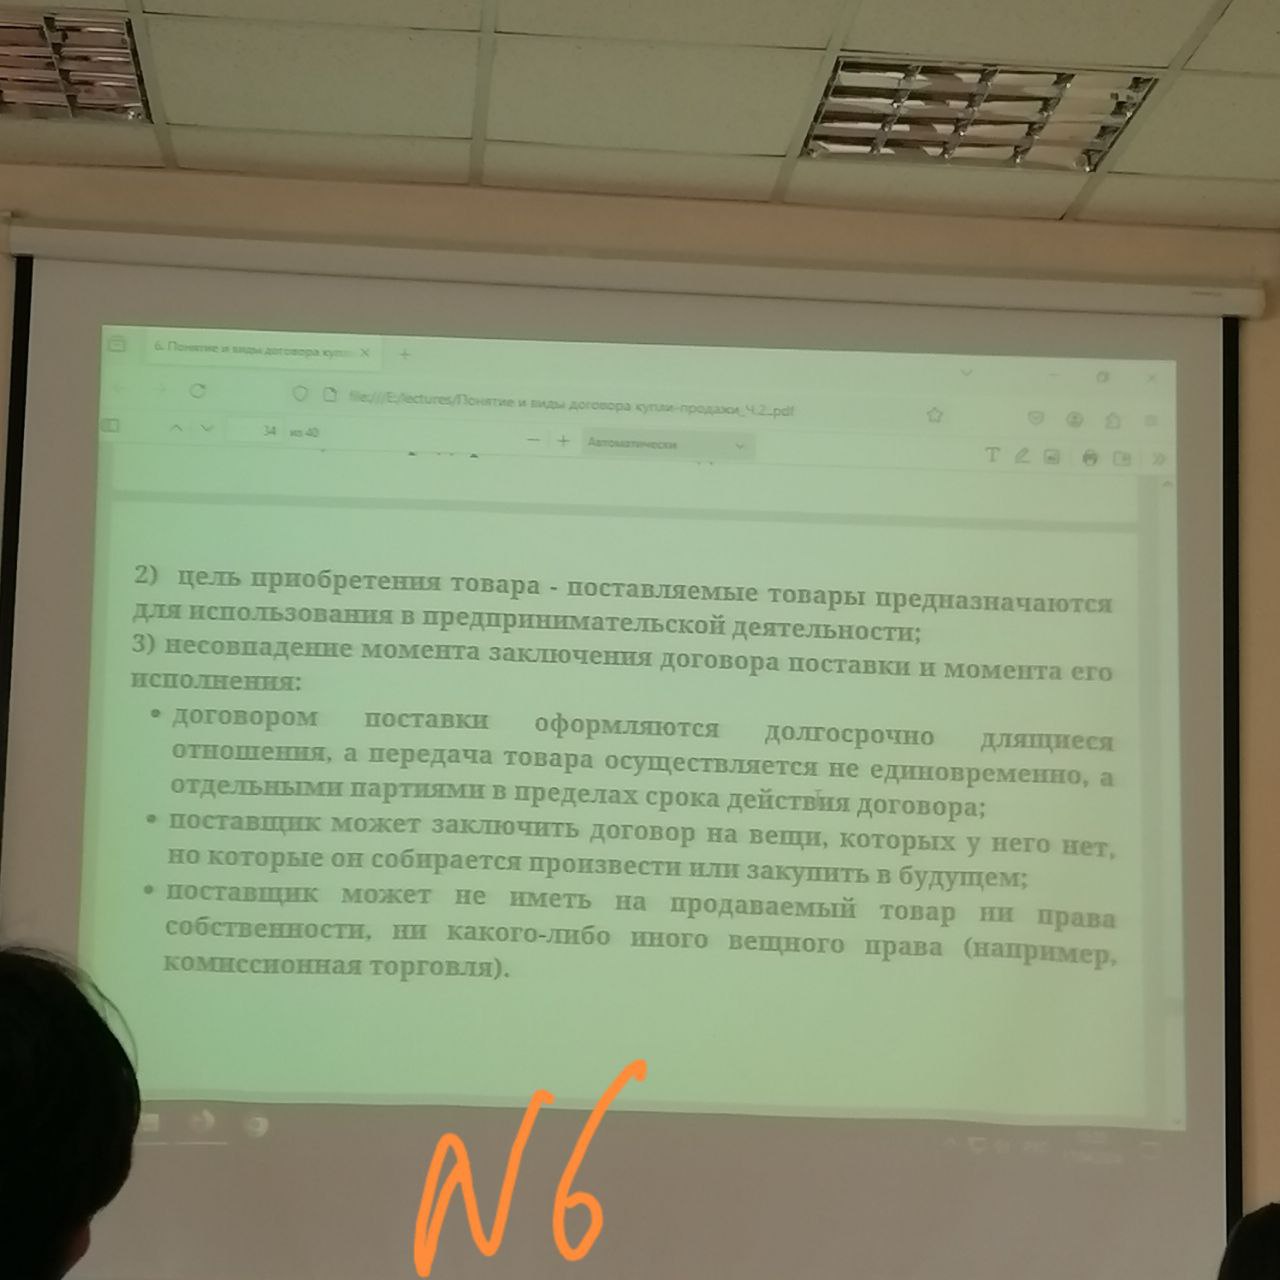 6. Понятие и виды договора купл
file:///E:/lectures/Понятие и виды договора купли-продажи_Ч.2..pdf
34 из 40
Автоматически
2) цель приобретения товара - поставляемые товары предназначаются
для использования в предпринимательской деятельности;
3) несовпадение момента заключения договора поставки и момента его
исполнения:
• договором поставки оформляются долгосрочно длящиеся
отношения, а передача товара осуществляется не единовременно, а
отдельными партиями в пределах срока действия договора;
• поставщик может заключить договор на вещи, которых у него нет,
но которые он собирается произвести или закупить в будущем;
• поставщик может не иметь на продаваемый товар ни права
собственности, ни какого-либо иного вещного права (например,
комиссионная торговля).
N6